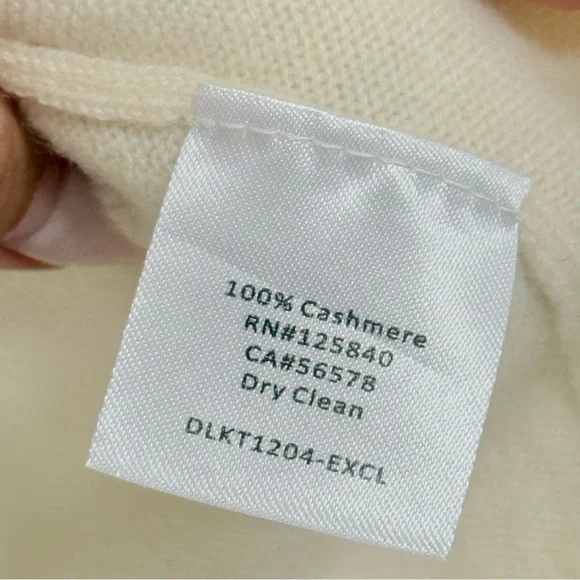 100% Cashmere
RN#125840
CA#56578
Dry Clean
DLKT1204-EXCL